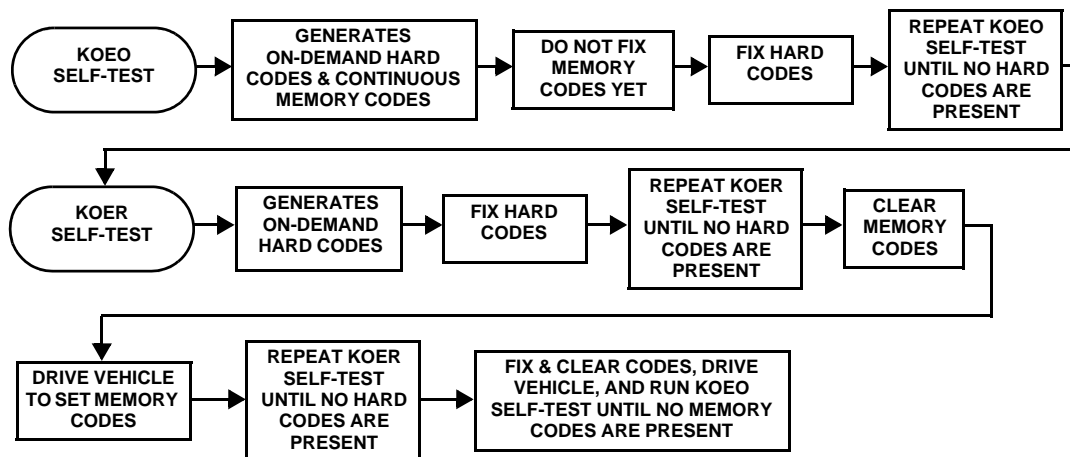 KOEO
SELF-TEST
GENERATES
ON-DEMAND HARD
CODES & CONTINUOUS
MEMORY CODES
DO NOT FIX
MEMORY
CODES YET
FIX HARD
CODES
REPEAT KOEO
SELF-TEST
UNTIL NO HARD
CODES ARE
PRESENT
KOER
SELF-TEST
GENERATES
ON-DEMAND
HARD CODES
FIX HARD
CODES
REPEAT KOER
SELF-TEST
UNTIL NO HARD
CODES ARE
PRESENT
CLEAR
MEMORY
CODES
DRIVE VEHICLE
TO SET MEMORY
CODES
REPEAT KOER
SELF-TEST
UNTIL NO HARD
CODES ARE
PRESENT
FIX & CLEAR CODES, DRIVE
VEHICLE, AND RUN KOEO
SELF-TEST UNTIL NO MEMORY
CODES ARE PRESENT